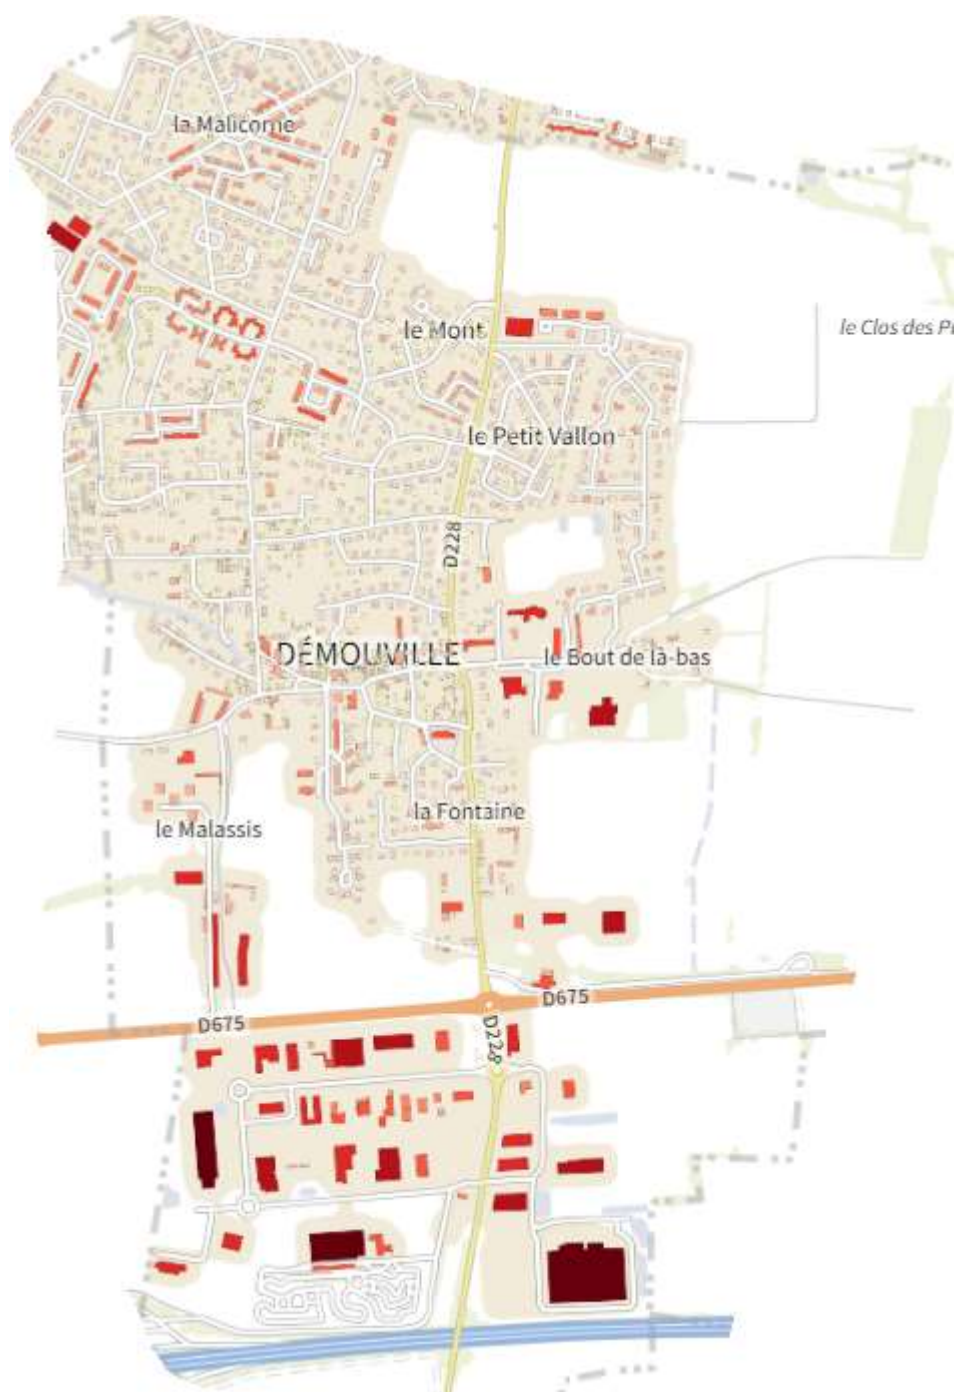 la Malicorne
le Mont
le Clos des
le Petit Vallon
D228
DÉMOUVILLE
le Bout de là-bas
la Fontaine
le Malassis
D675
D675
D228